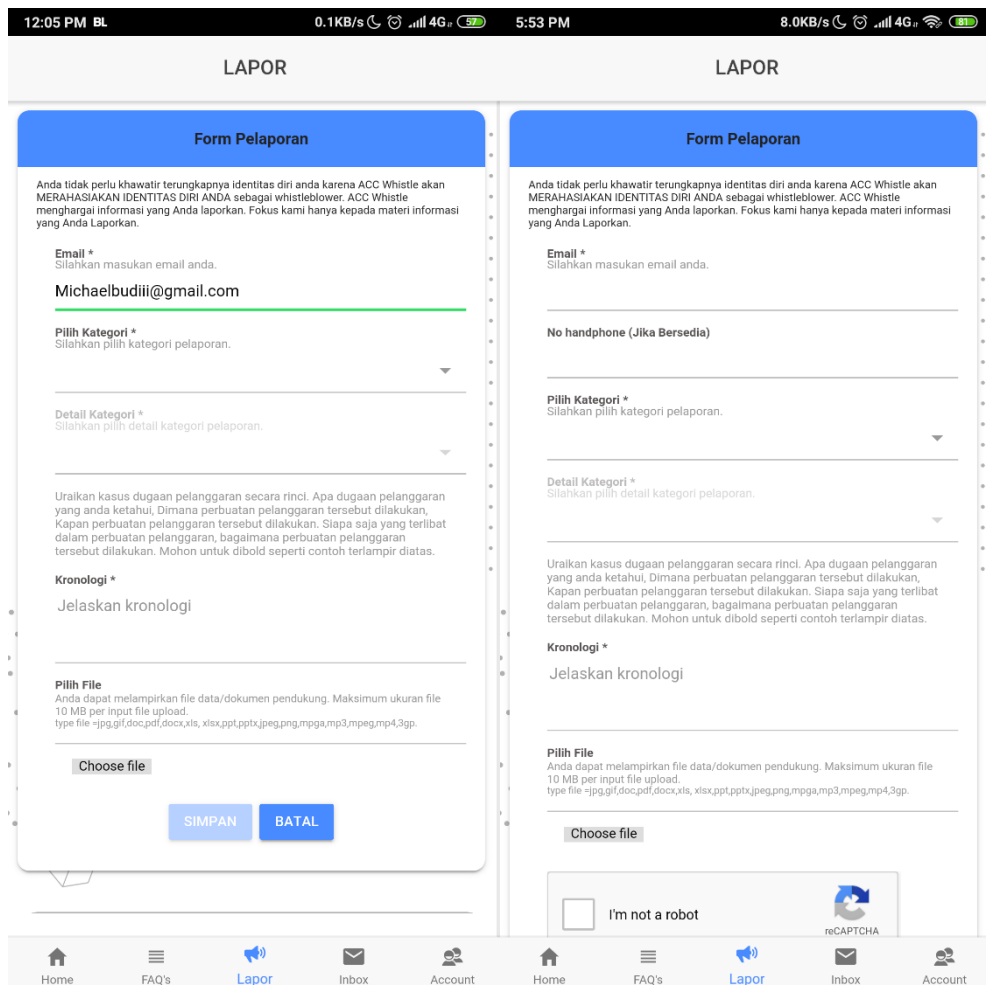 12:05 PM BL
0.1KB/s 4G 57
LAPOR
Form Pelaporan
Anda tidak perlu khawatir terungkapnya identitas diri anda karena ACC Whistle akan
MERAHASIAKAN IDENTITAS DIRI ANDA sebagai whistleblower. ACC Whistle
menghargai informasi yang Anda laporkan. Fokus kami hanya kepada materi informasi
yang Anda Laporkan.
Email *
Silahkan masukan email anda.
Michaelbudiii@gmail.com
Pilih Kategori *
Silahkan pilih kategori pelaporan.
Detail Kategori *
Silahkan pilih detail kategori pelaporan.
Uraikan kasus dugaan pelanggaran secara rinci. Apa dugaan pelanggaran
yang anda ketahui, Dimana perbuatan pelanggaran tersebut dilakukan,
Kapan perbuatan pelanggaran tersebut dilakukan. Siapa saja yang terlibat
dalam perbuatan pelanggaran, bagaimana perbuatan pelanggaran
tersebut dilakukan. Mohon untuk dibold seperti contoh terlampir diatas.
Kronologi *
Jelaskan kronologi
Pilih File
Anda dapat melampirkan file data/dokumen pendukung. Maksimum ukuran file
10 MB per input file upload.
type file =jpg,gif,doc,pdf,docx,xls, xlsx,ppt,pptx,jpeg,png,mpga,mp3,mpeg,mp4,3gp.
Choose file
SIMPAN BATAL
Home FAQ's Lapor Inbox Account
5:53 PM
8.0KB/s 4G 81
LAPOR
Form Pelaporan
Anda tidak perlu khawatir terungkapnya identitas diri anda karena ACC Whistle akan
MERAHASIAKAN IDENTITAS DIRI ANDA sebagai whistleblower. ACC Whistle
menghargai informasi yang Anda laporkan. Fokus kami hanya kepada materi informasi
yang Anda Laporkan.
Email *
Silahkan masukan email anda.
No handphone (Jika Bersedia)
Pilih Kategori *
Silahkan pilih kategori pelaporan.
Detail Kategori *
Silahkan pilih detail kategori pelaporan.
Uraikan kasus dugaan pelanggaran secara rinci. Apa dugaan pelanggaran
yang anda ketahui, Dimana perbuatan pelanggaran tersebut dilakukan,
Kapan perbuatan pelanggaran tersebut dilakukan. Siapa saja yang terlibat
dalam perbuatan pelanggaran, bagaimana perbuatan pelanggaran
tersebut dilakukan. Mohon untuk dibold seperti contoh terlampir diatas.
Kronologi *
Jelaskan kronologi
Pilih File
Anda dapat melampirkan file data/dokumen pendukung. Maksimum ukuran file
10 MB per input file upload.
type file =jpg,gif,doc,pdf,docx,xls, xlsx,ppt,pptx,jpeg,png,mpga,mp3,mpeg,mp4,3gp.
Choose file
I'm not a robot
reCAPTCHA
Home FAQ's Lapor Inbox Account